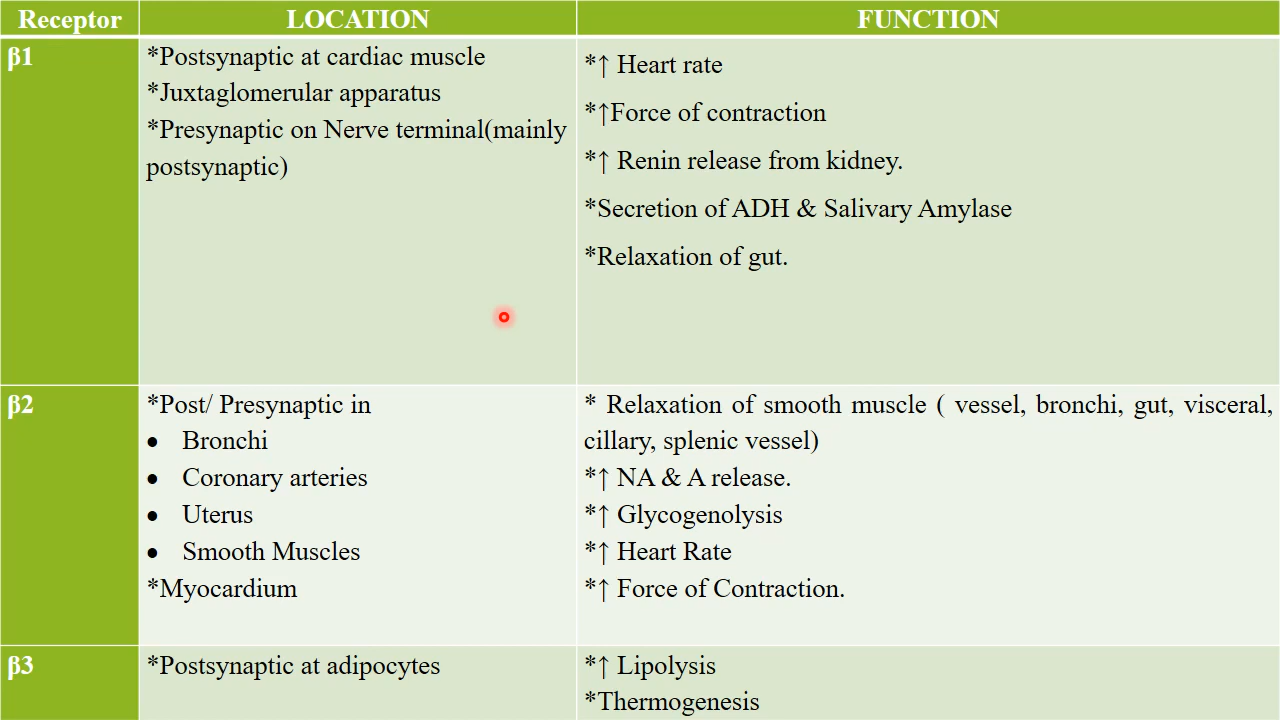 Receptor LOCATION FUNCTION
β1
*Postsynaptic at cardiac muscle
*Juxtaglomerular apparatus
*Presynaptic on Nerve terminal(mainly
postsynaptic)
*↑ Heart rate
*↑Force of contraction
*↑ Renin release from kidney.
*Secretion of ADH & Salivary Amylase
*Relaxation of gut.
β2
*Post/ Presynaptic in
● Bronchi
● Coronary arteries
● Uterus
● Smooth Muscles
*Myocardium
* Relaxation of smooth muscle ( vessel, bronchi, gut, visceral,
cillary, splenic vessel)
*↑ NA & A release.
*↑ Glycogenolysis
*↑ Heart Rate
*↑ Force of Contraction.
β3
*Postsynaptic at adipocytes
*↑ Lipolysis
*Thermogenesis